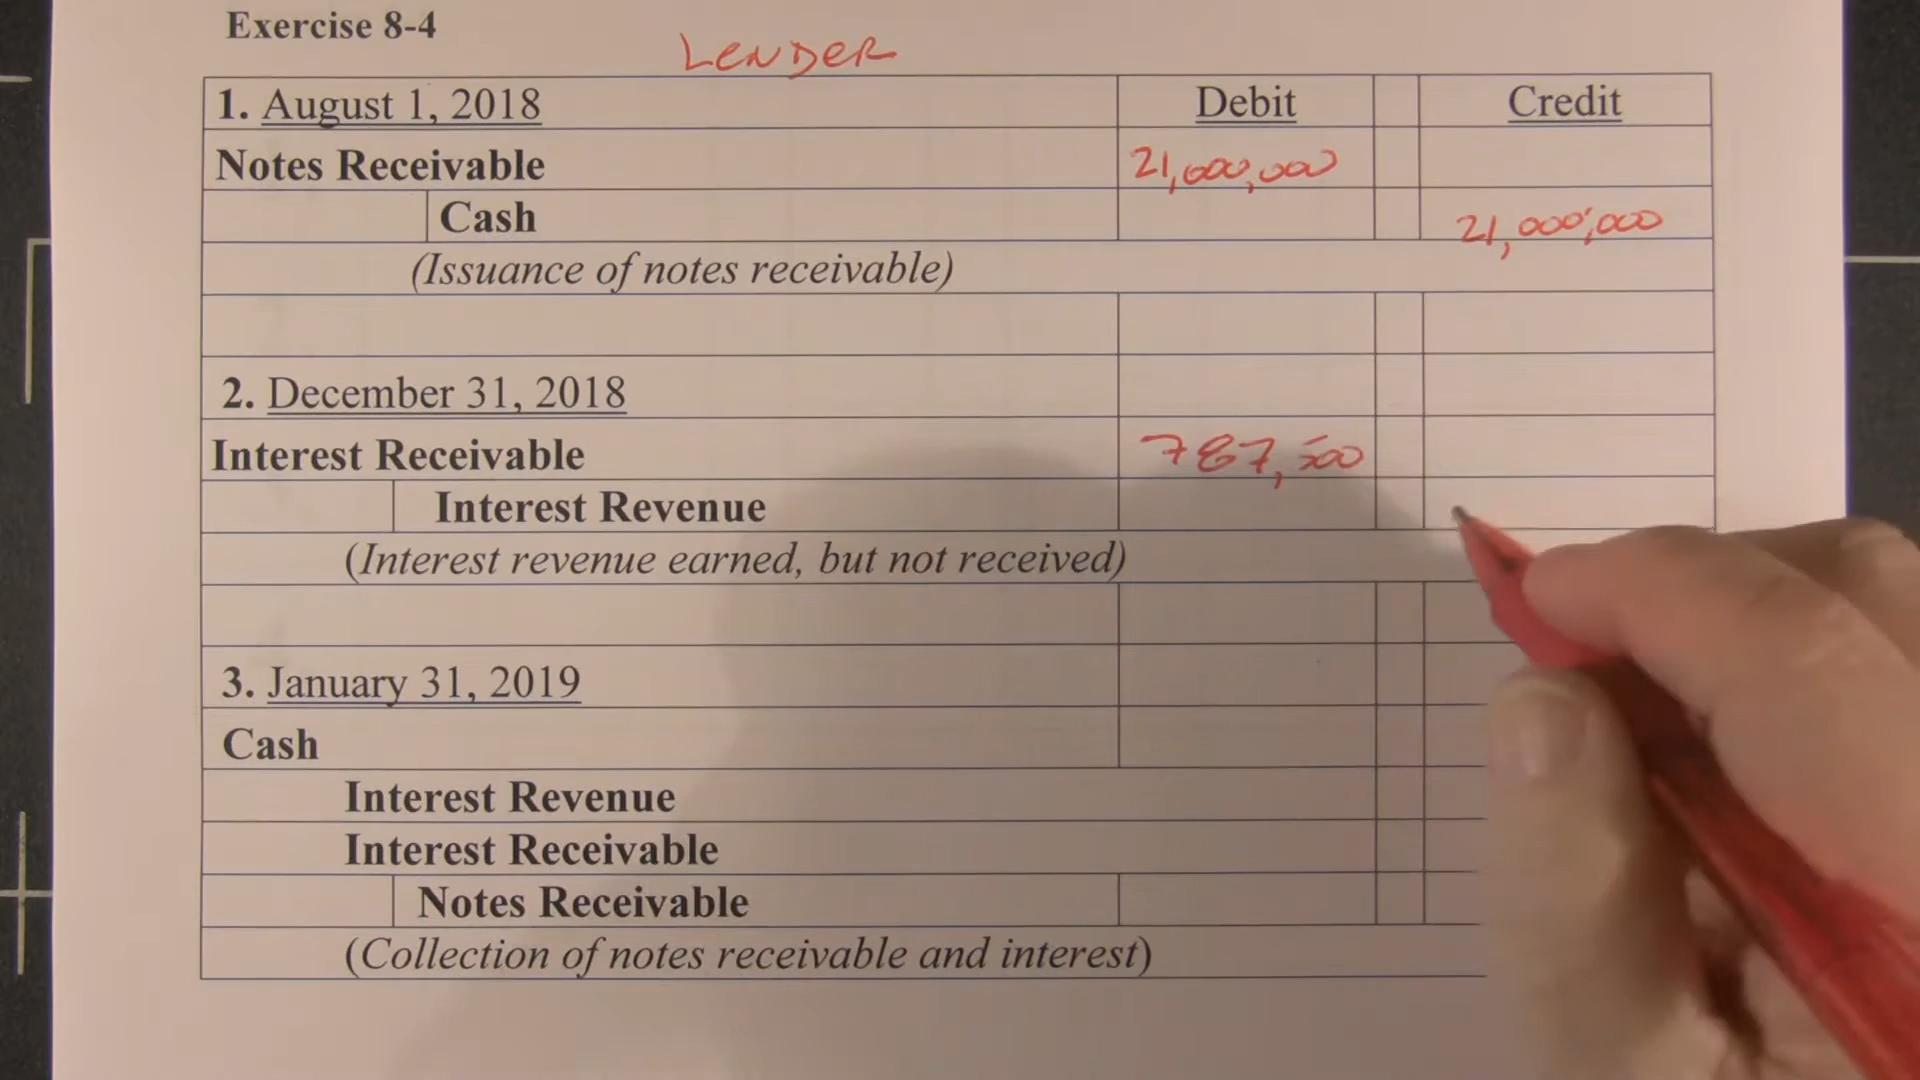 Exercise 8-4
LENDER
1. August 1, 2018 Debit Credit
Notes Receivable 21,000,000
Cash 21,000,000
(Issuance of notes receivable)
2. December 31, 2018
Interest Receivable 787,500
Interest Revenue
(Interest revenue earned, but not received)
3. January 31, 2019
Cash
Interest Revenue
Interest Receivable
Notes Receivable
(Collection of notes receivable and interest)